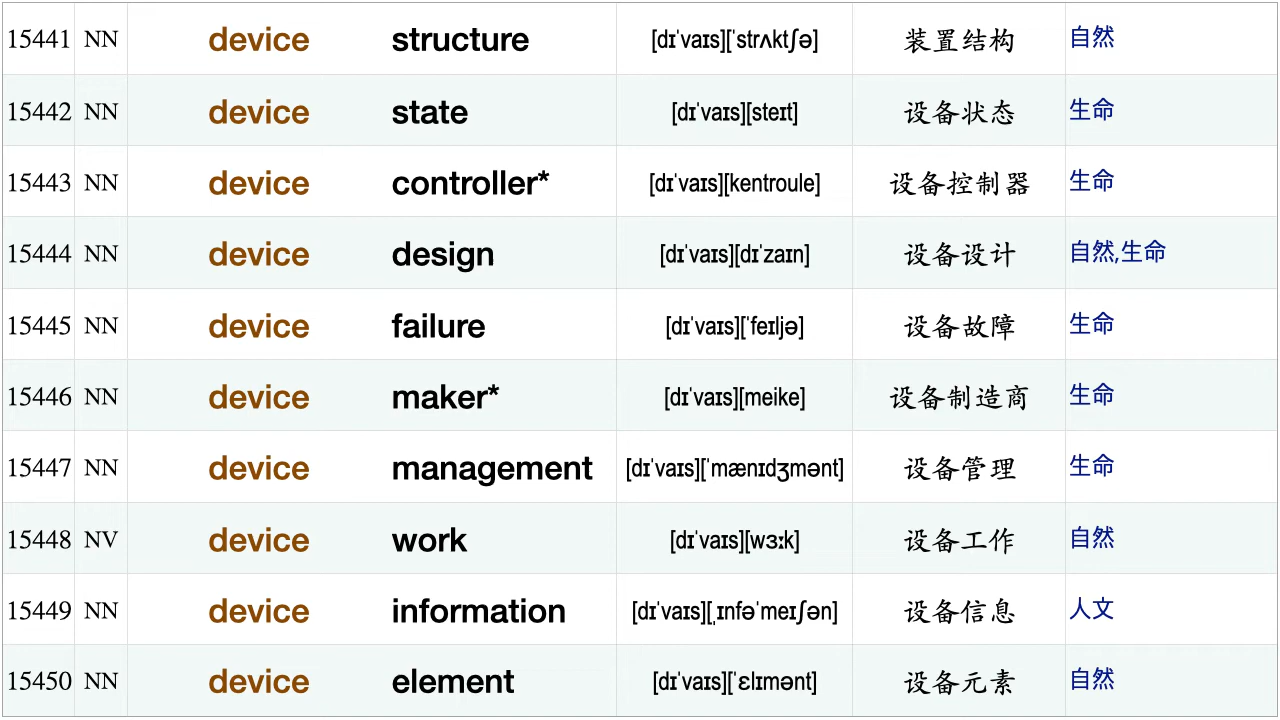 15441 NN device structure [dɪˈvaɪs][ˈstrʌktʃə] 装置结构 自然
15442 NN device state [dɪˈvaɪs][steɪt] 设备状态 生命
15443 NN device controller* [dɪˈvaɪs][kentroule] 设备控制器 生命
15444 NN device design [dɪˈvaɪs][dɪˈzaɪn] 设备设计 自然,生命
15445 NN device failure [dɪˈvaɪs][ˈfeɪljə] 设备故障 生命
15446 NN device maker* [dɪˈvaɪs][meike] 设备制造商 生命
15447 NN device management [dɪˈvaɪs][ˈmænɪdʒmənt] 设备管理 生命
15448 NV device work [dɪˈvaɪs][wɜːk] 设备工作 自然
15449 NN device information [dɪˈvaɪs][ˌɪnfəˈmeɪʃən] 设备信息 人文
15450 NN device element [dɪˈvaɪs][ˈɛlɪmənt] 设备元素 自然